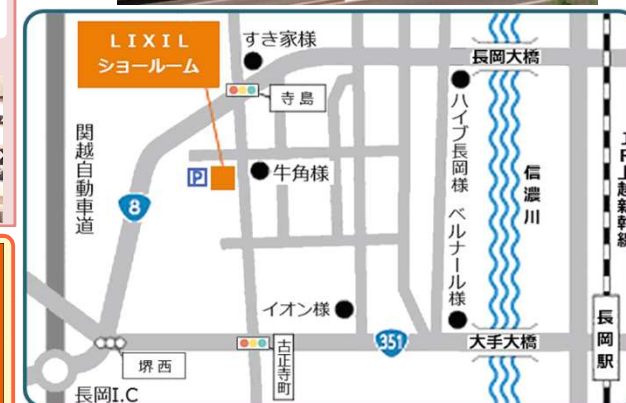 LIXIL
ショールーム
すき家様
長岡大橋
寺島
ハイブ長岡様
関越自動車道
P
牛角様
8
信濃川
JR上越新幹線
ベルナール様
イオン様
351
大手大橋
長岡駅
堺西
古正寺町
長岡I.C